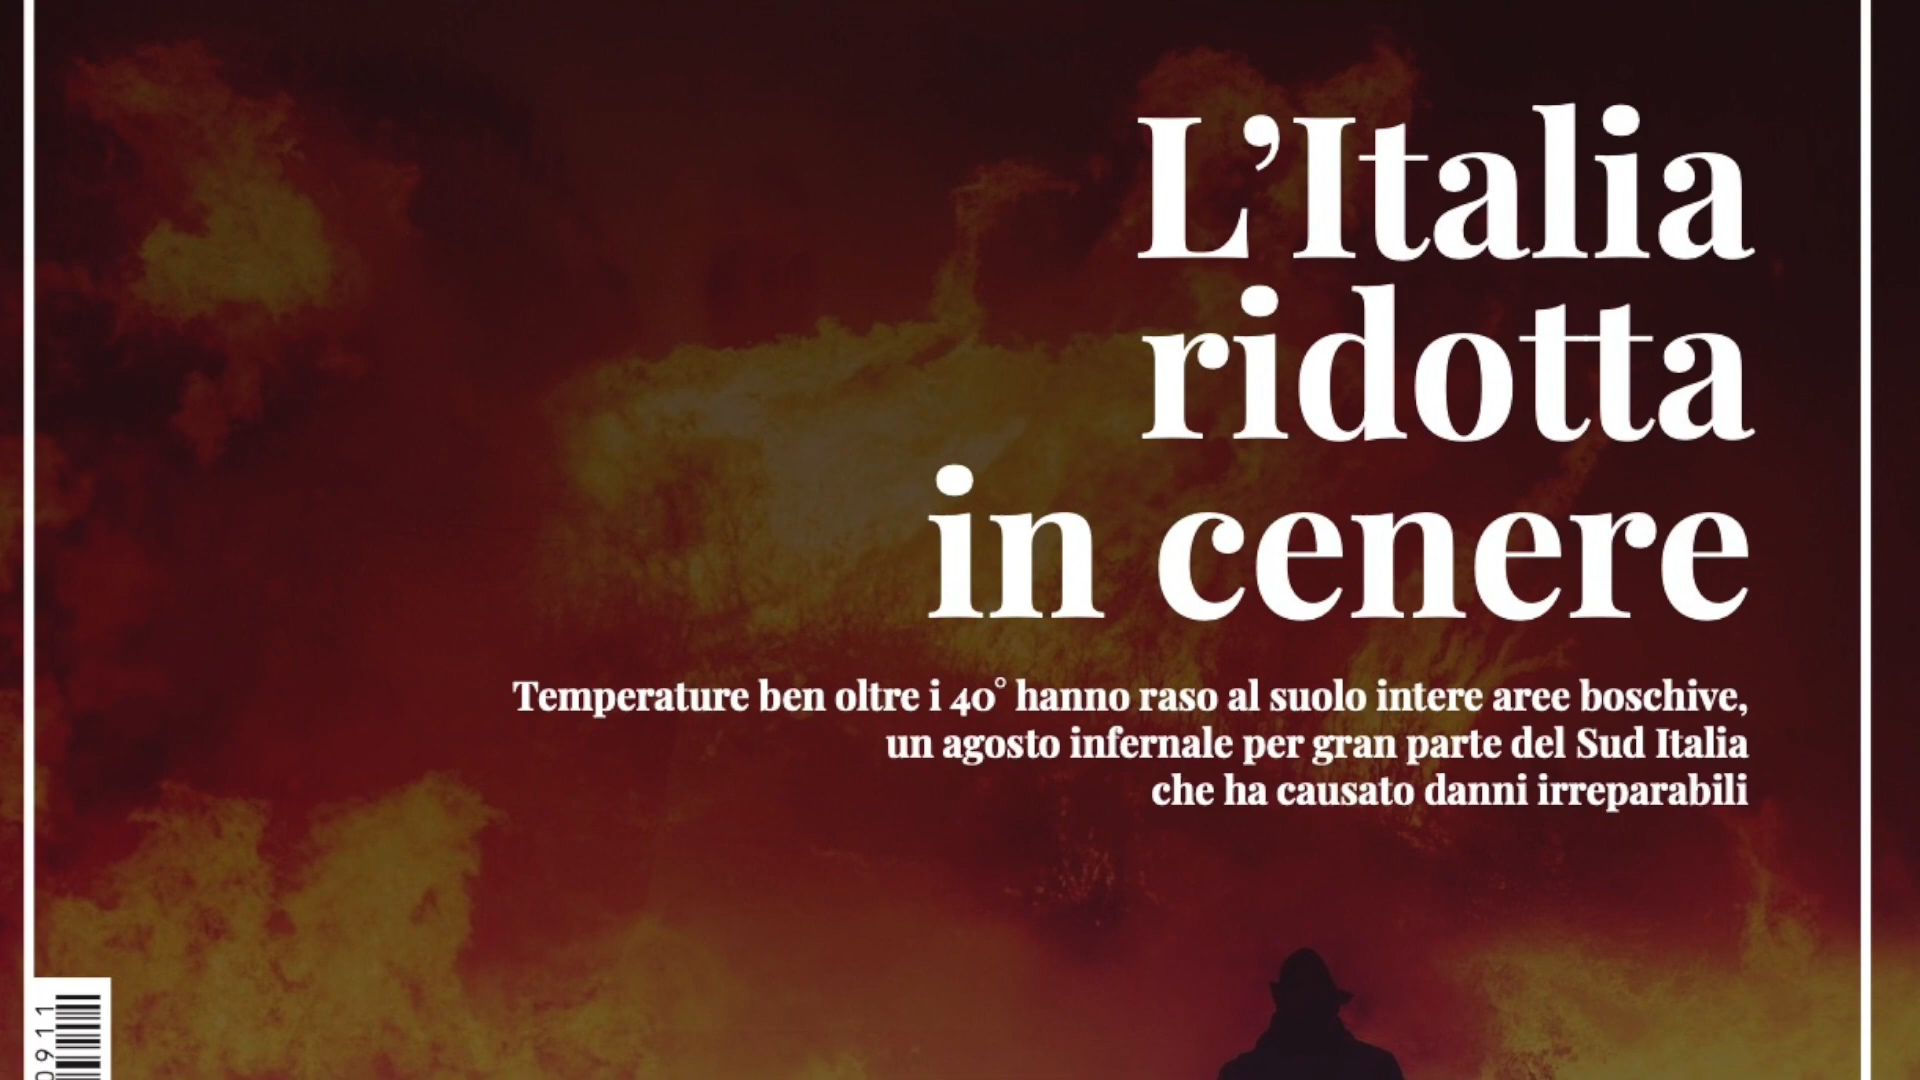 L’Italia
ridotta
in cenere
Temperature ben oltre i 40° hanno raso al suolo intere aree boschive,
un agosto infernale per gran parte del Sud Italia
che ha causato danni irreparabili
0911